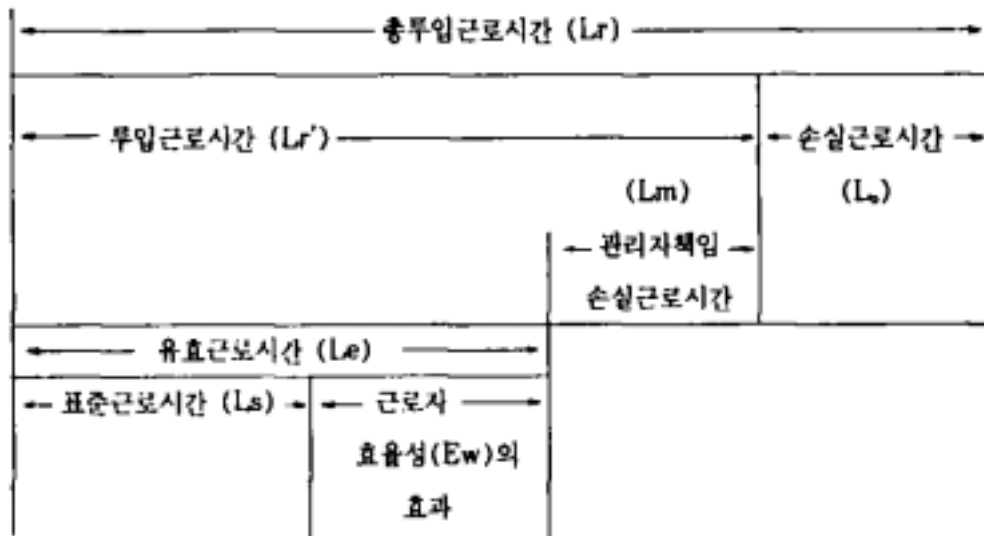 총투입근로시간 (Lr)
투입근로시간 (Lr')
손실근로시간
(Lm)
(Lo)
관리자책임
손실근로시간
유효근로시간 (Le)
표준근로시간 (Ls)
근로자
효율성(Ew)의
효과